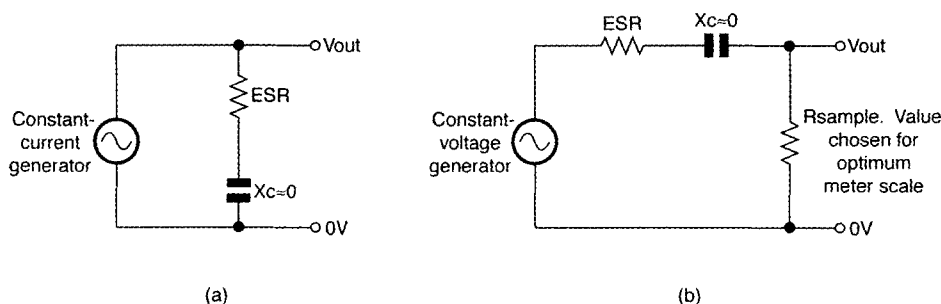 Vout
ESR
Constant-
current
generator
Xc≈0
0V
(a)
ESR
Xc≈0
Vout
Constant-
voltage
generator
Rsample. Value
chosen for
optimum
meter scale
0V
(b)